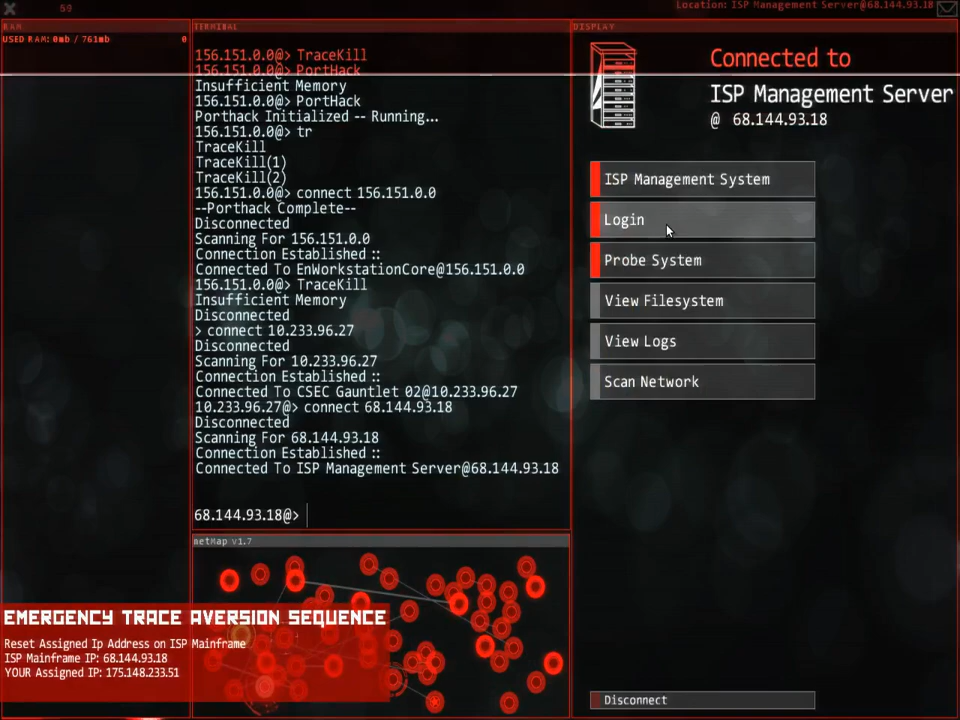 59
Location: ISP Management Server@68.144.93.18
RAM
USED RAM: 0mb / 761mb
0
TERMINAL
156.151.0.0@> TraceKill
156.151.0.0@> PortHack
Insufficient Memory
156.151.0.0@> PortHack
Porthack Initialized -- Running...
156.151.0.0@> tr
TraceKill
TraceKill(1)
TraceKill(2)
156.151.0.0@> connect 156.151.0.0
--Porthack Complete--
Disconnected
Scanning For 156.151.0.0
Connection Established ::
Connected To EnWorkstationCore@156.151.0.0
156.151.0.0@> TraceKill
Insufficient Memory
Disconnected
> connect 10.233.96.27
Disconnected
Scanning For 10.233.96.27
Connection Established ::
Connected To CSEC Gauntlet 02@10.233.96.27
10.233.96.27@> connect 68.144.93.18
Disconnected
Scanning For 68.144.93.18
Connection Established ::
Connected To ISP Management Server@68.144.93.18
68.144.93.18@>
netMap v1.7
EMERGENCY TRACE AVERSION SEQUENCE
Reset Assigned Ip Address on ISP Mainframe
ISP Mainframe IP: 68.144.93.18
YOUR Assigned IP: 175.148.233.51
DISPLAY
Connected to
ISP Management Server
@ 68.144.93.18
ISP Management System
Login
Probe System
View Filesystem
View Logs
Scan Network
Disconnect